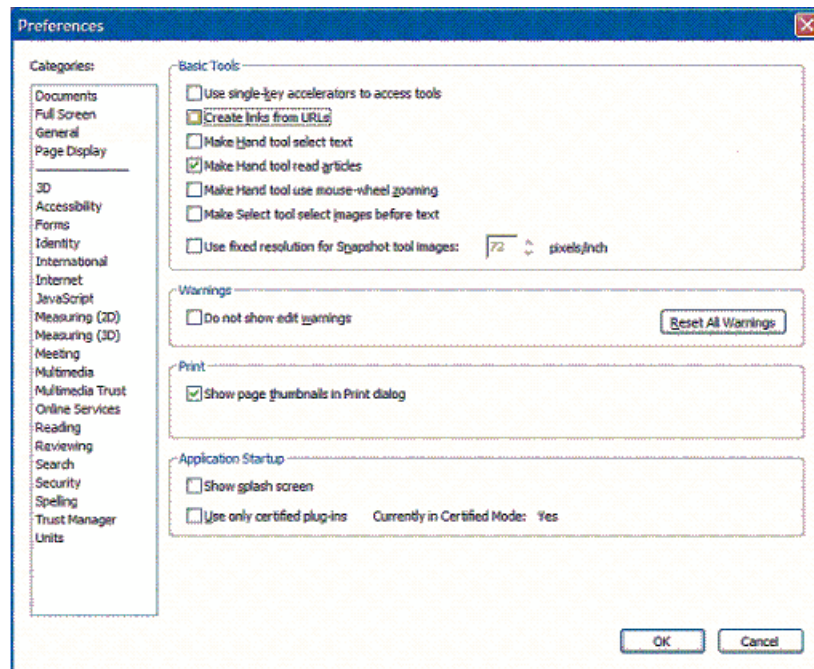 Preferences
Categories:
Documents
Full Screen
General
Page Display
3D
Accessibility
Forms
Identity
International
Internet
JavaScript
Measuring (2D)
Measuring (3D)
Meeting
Multimedia
Multimedia Trust
Online Services
Reading
Reviewing
Search
Security
Spelling
Trust Manager
Units
Basic Tools
Use single-key accelerators to access tools
Create links from URLs
Make Hand tool select text
Make Hand tool read articles
Make Hand tool use mouse-wheel zooming
Make Select tool select images before text
Use fixed resolution for Snapshot tool images: 72 pixels/inch
Warnings
Do not show edit warnings
Reset All Warnings
Print
Show page thumbnails in Print dialog
Application Startup
Show splash screen
Use only certified plug-ins Currently in Certified Mode: Yes
OK Cancel